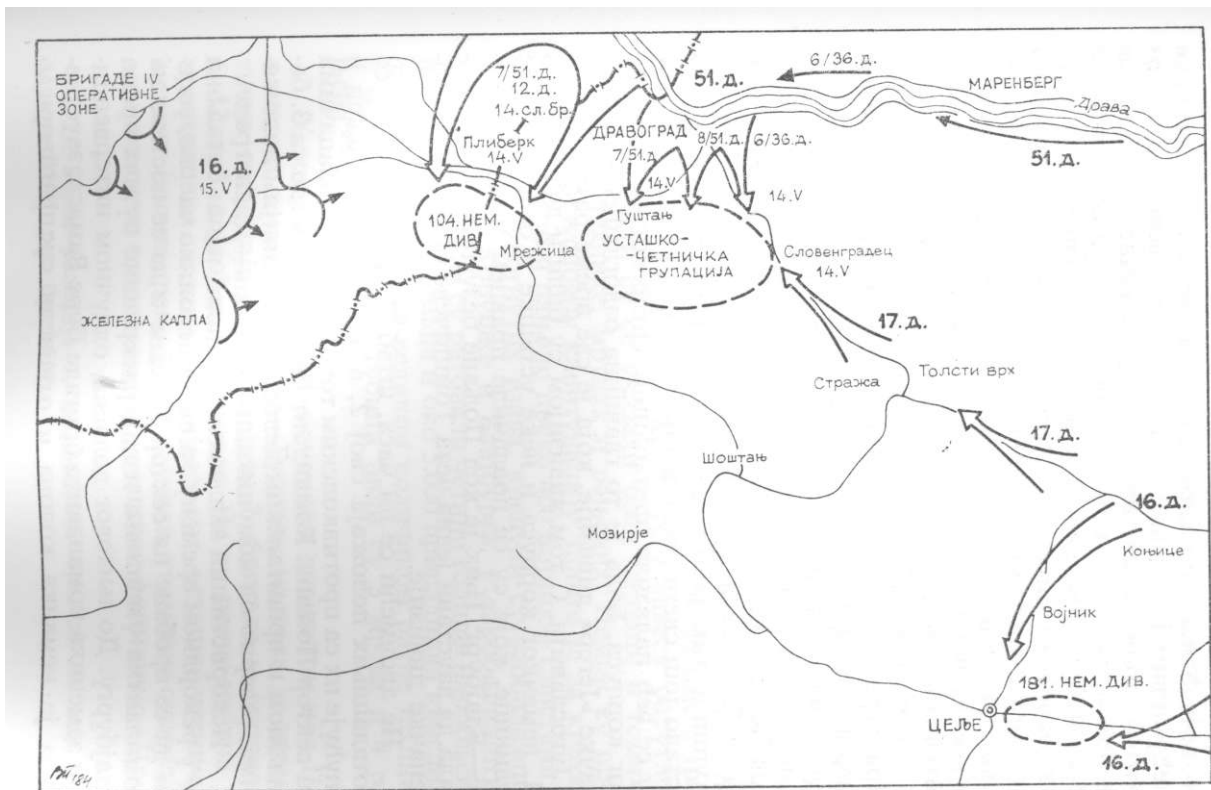 БРИГАДЕ IV
ОПЕРАТИВНЕ
ЗОНЕ
7/51. Д.
12. Д.
14. СЛ. БР.
Плиберк
14. V
51. Д.
6/36. Д.
МАРЕНБЕРГ
Драва
51. Д.
ДРАВОГРАД
7/51. Д.
8/51. Д.
6/36. Д.
14. V
14. V
16. Д.
15. V
104. НЕМ.
ДИВ.
Мрежица
Гуштањ
УСТАШКО-
-ЧЕТНИЧКА
ГРУПАЦИЈА
Словенградец
14. V
ЖЕЛЕЗНА КАПЛА
17. Д.
Стража
Толсти врх
17. Д.
Шоштањ
16. Д.
Мозирје
Коњице
Војник
181. НЕМ. ДИВ.
ЦЕЉЕ
16. Д.